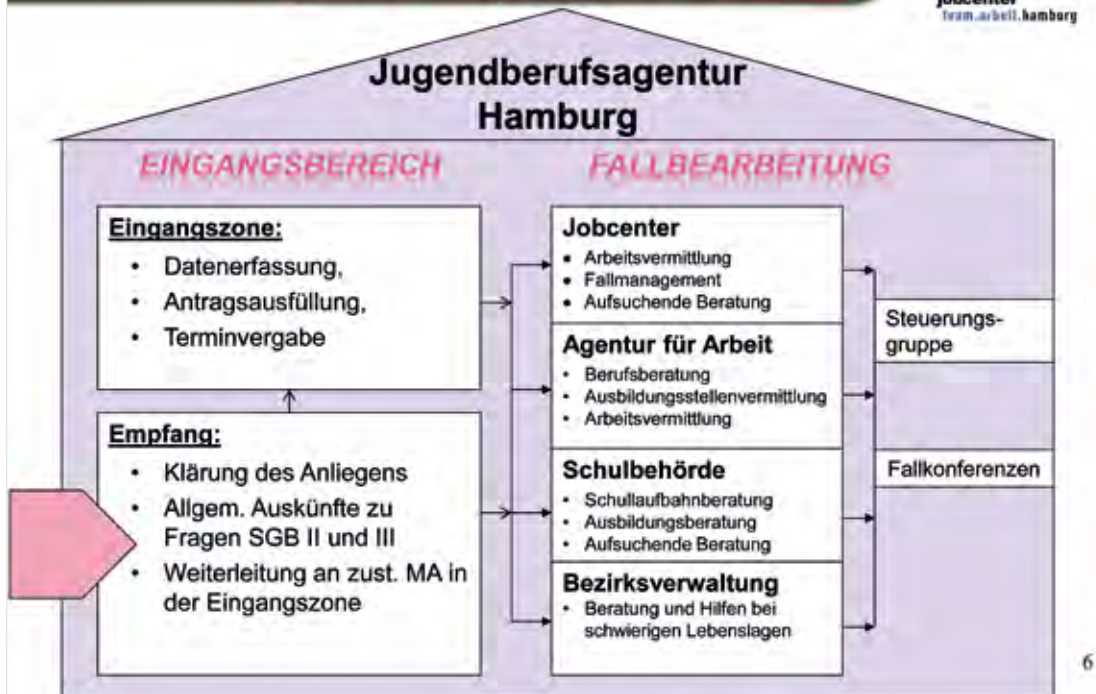 jobcenter
team.arbeit.hamburg
Jugendberufsagentur
Hamburg
EINGANGSBEREICH
Eingangszone:
• Datenerfassung,
• Antragsausfüllung,
• Terminvergabe
Empfang:
• Klärung des Anliegens
• Allgem. Auskünfte zu
Fragen SGB II und III
• Weiterleitung an zust. MA in
der Eingangszone
FALLBEARBEITUNG
Jobcenter
• Arbeitsvermittlung
• Fallmanagement
• Aufsuchende Beratung
Agentur für Arbeit
• Berufsberatung
• Ausbildungsstellenvermittlung
• Arbeitsvermittlung
Schulbehörde
• Schullaufbahnberatung
• Ausbildungsberatung
• Aufsuchende Beratung
Bezirksverwaltung
• Beratung und Hilfen bei
schwierigen Lebenslagen
Steuerungs-
gruppe
Fallkonferenzen
6